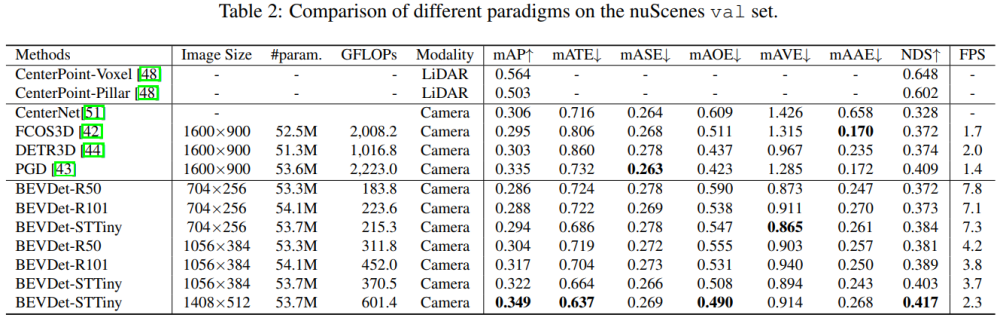 Table 2: Comparison of different paradigms on the nuScenes val set.
Methods Image Size #param. GFLOPs Modality mAP↑ mATE↓ mASE↓ mAOE↓ mAVE↓ mAAE↓ NDS↑ FPS
CenterPoint-Voxel [48] - - - LiDAR 0.564 - - - - - 0.648 -
CenterPoint-Pillar [48] - - - LiDAR 0.503 - - - - - 0.602 -
CenterNet[51] - - - Camera 0.306 0.716 0.264 0.609 1.426 0.658 0.328 -
FCOS3D [42] 1600×900 52.5M 2,008.2 Camera 0.295 0.806 0.268 0.511 1.315 0.170 0.372 1.7
DETR3D [44] 1600×900 51.3M 1,016.8 Camera 0.303 0.860 0.278 0.437 0.967 0.235 0.374 2.0
PGD [43] 1600×900 53.6M 2,223.0 Camera 0.335 0.732 0.263 0.423 1.285 0.172 0.409 1.4
BEVDet-R50 704×256 53.3M 183.8 Camera 0.286 0.724 0.278 0.590 0.873 0.247 0.372 7.8
BEVDet-R101 704×256 54.1M 223.6 Camera 0.288 0.722 0.269 0.538 0.911 0.270 0.373 7.1
BEVDet-STTiny 704×256 53.7M 215.3 Camera 0.294 0.686 0.278 0.547 0.865 0.261 0.384 7.3
BEVDet-R50 1056×384 53.3M 311.8 Camera 0.304 0.719 0.272 0.555 0.903 0.257 0.381 4.2
BEVDet-R101 1056×384 54.1M 452.0 Camera 0.317 0.704 0.273 0.531 0.940 0.250 0.389 3.8
BEVDet-STTiny 1056×384 53.7M 370.5 Camera 0.322 0.664 0.266 0.508 0.894 0.243 0.403 3.7
BEVDet-STTiny 1408×512 53.7M 601.4 Camera 0.349 0.637 0.269 0.490 0.914 0.268 0.417 2.3